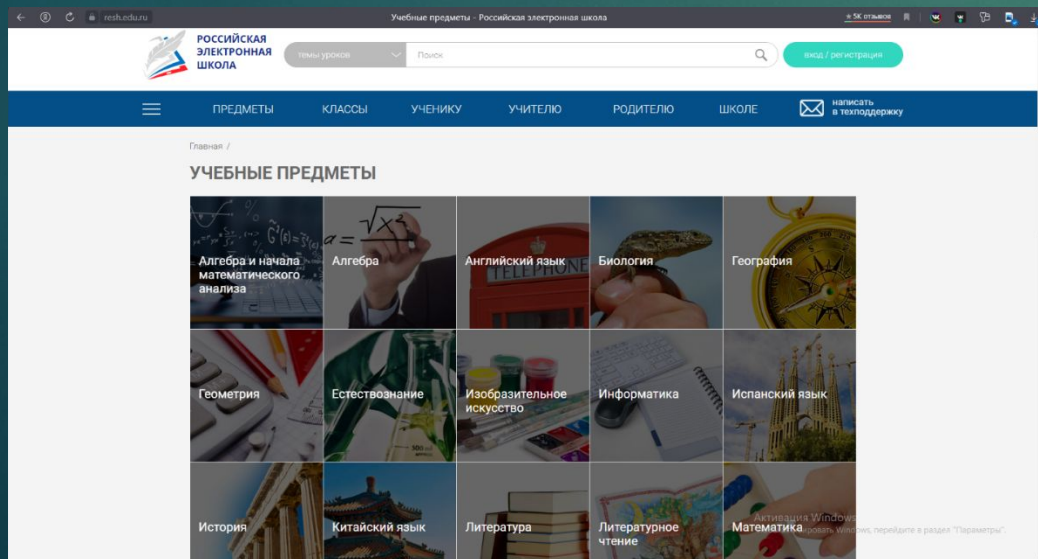 resh.edu.ru
Учебные предметы - Российская электронная школа
★ 5K отзывов
РОССИЙСКАЯ
ЭЛЕКТРОННАЯ
ШКОЛА
темы уроков
Поиск
вход / регистрация
ПРЕДМЕТЫ КЛАССЫ УЧЕНИКУ УЧИТЕЛЮ РОДИТЕЛЮ ШКОЛЕ
написать
в техподдержку
Главная /
УЧЕБНЫЕ ПРЕДМЕТЫ
Алгебра и начала
математического
анализа
Алгебра
Английский язык
TELEPHONE
Биология
География
Геометрия
Естествознание
Изобразительное
искусство
Информатика
Испанский язык
История
Китайский язык
Литература
Литературное
чтение
Математика
Активация Windows
перейдите в раздел "Параметры".